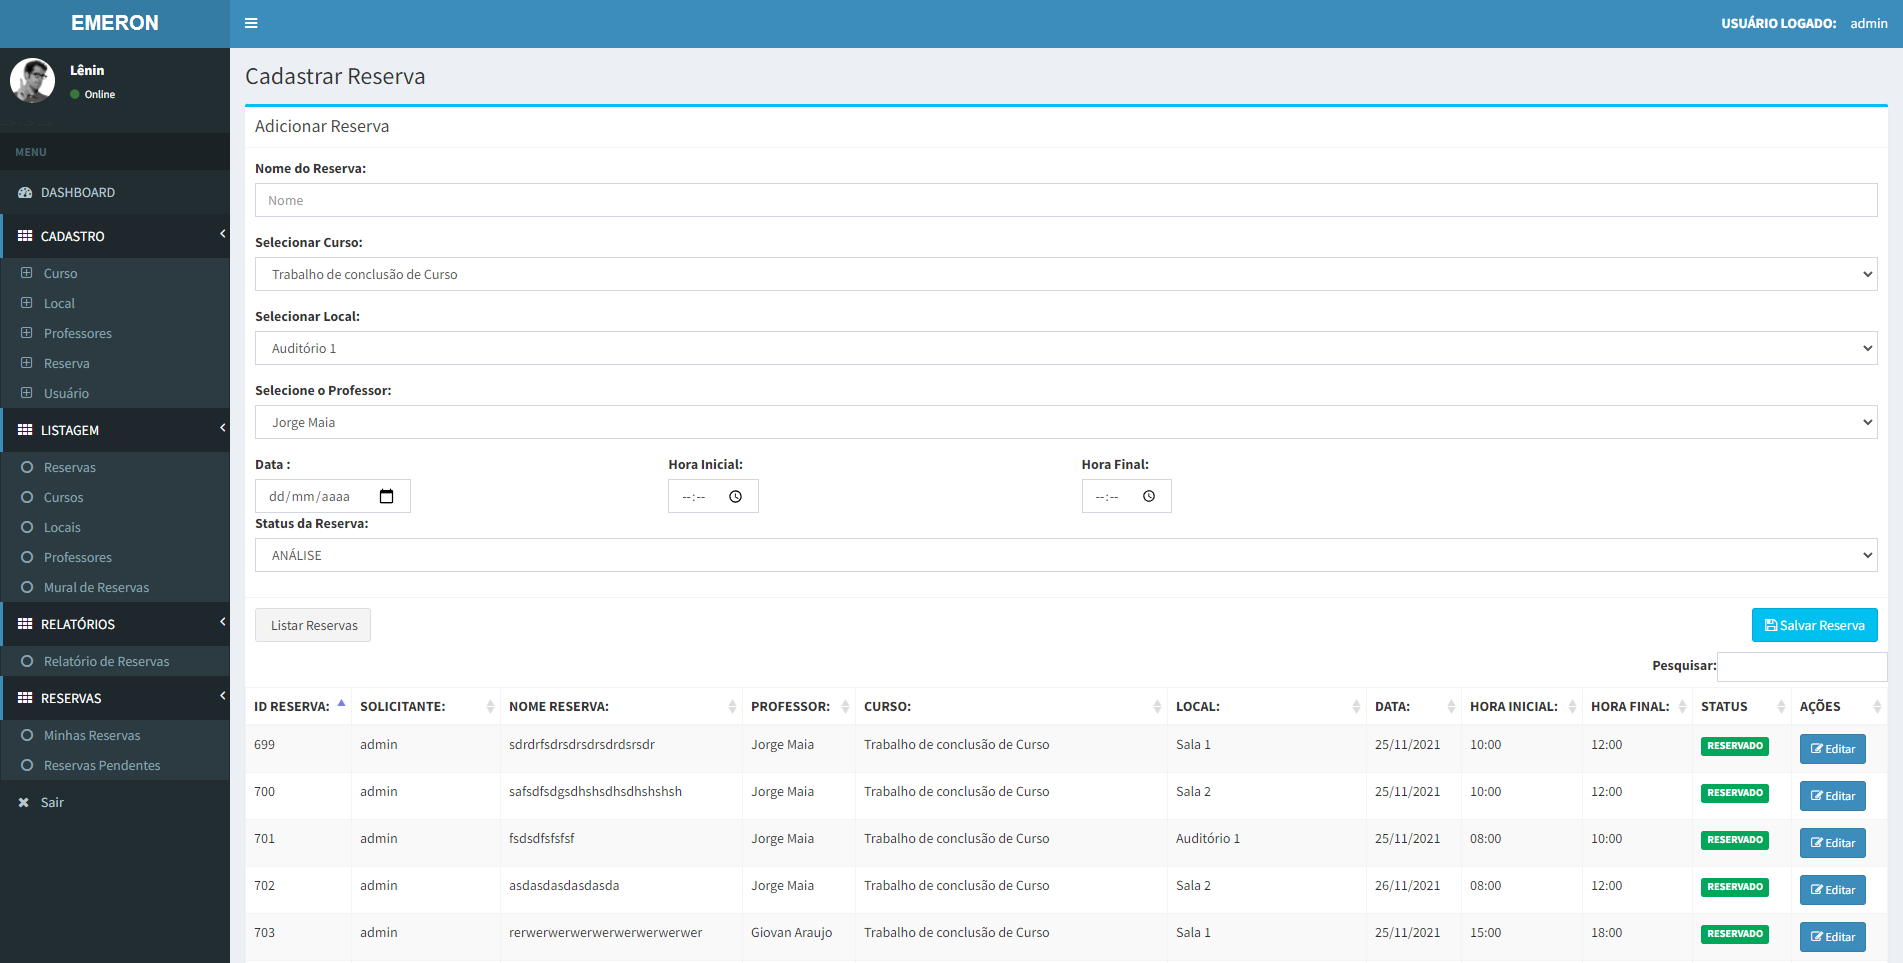 EMERON
USUÁRIO LOGADO: admin
Lênin
Online
MENU
DASHBOARD
CADASTRO
Curso
Local
Professores
Reserva
Usuário
LISTAGEM
Reservas
Cursos
Locais
Professores
Mural de Reservas
RELATÓRIOS
Relatório de Reservas
RESERVAS
Minhas Reservas
Reservas Pendentes
Sair
Cadastrar Reserva
Adicionar Reserva
Nome do Reserva:
Nome
Selecionar Curso:
Trabalho de conclusão de Curso
Selecionar Local:
Auditório 1
Selecione o Professor:
Jorge Maia
Data : Hora Inicial: Hora Final:
dd/mm/aaaa --:-- --:--
Status da Reserva:
ANÁLISE
Listar Reservas Salvar Reserva
Pesquisar:
ID RESERVA: SOLICITANTE: NOME RESERVA: PROFESSOR: CURSO: LOCAL: DATA: HORA INICIAL: HORA FINAL: STATUS AÇÕES
699 admin sdrdrfsdrsdrsdrsdrdsrsdr Jorge Maia Trabalho de conclusão de Curso Sala 1 25/11/2021 10:00 12:00 RESERVADO Editar
700 admin safsdfsdgsdhshsdhsdhshshsh Jorge Maia Trabalho de conclusão de Curso Sala 2 25/11/2021 10:00 12:00 RESERVADO Editar
701 admin fsdsdfsfsfsf Jorge Maia Trabalho de conclusão de Curso Auditório 1 25/11/2021 08:00 10:00 RESERVADO Editar
702 admin asdasdasdasdasda Jorge Maia Trabalho de conclusão de Curso Sala 2 26/11/2021 08:00 12:00 RESERVADO Editar
703 admin rerwerwerwerwerwerwerwerwer Giovan Araujo Trabalho de conclusão de Curso Sala 1 25/11/2021 15:00 18:00 RESERVADO Editar